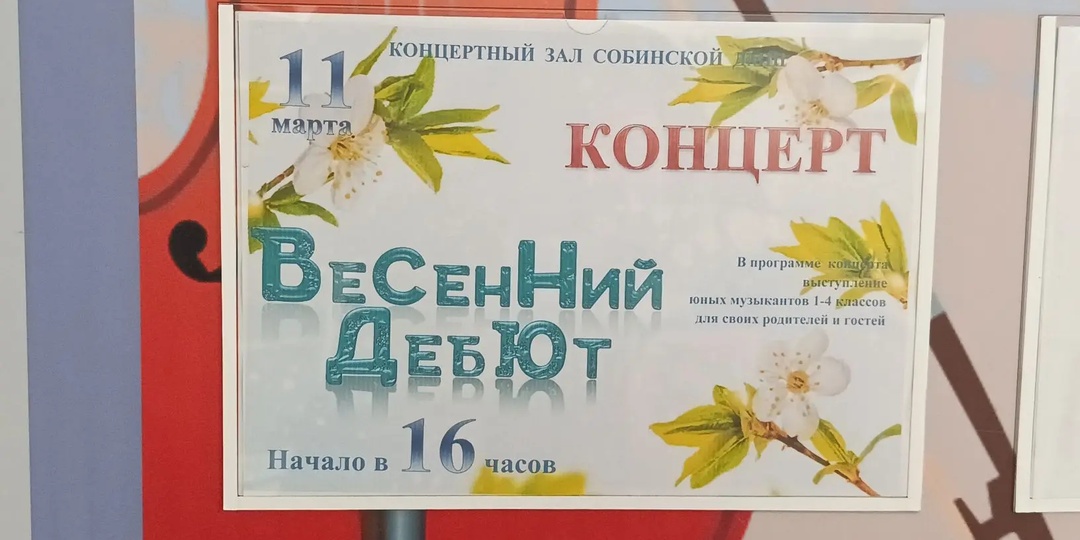 11
марта
КОНЦЕРТНЫЙ ЗАЛ СОБИНСКОЙ
КОНЦЕРТ
ВЕСЕННИЙ
ДЕБЮТ
В программе концерта
выступление
юных музыкантов 1-4 классов
для своих родителей и гостей
Начало в 16 часов